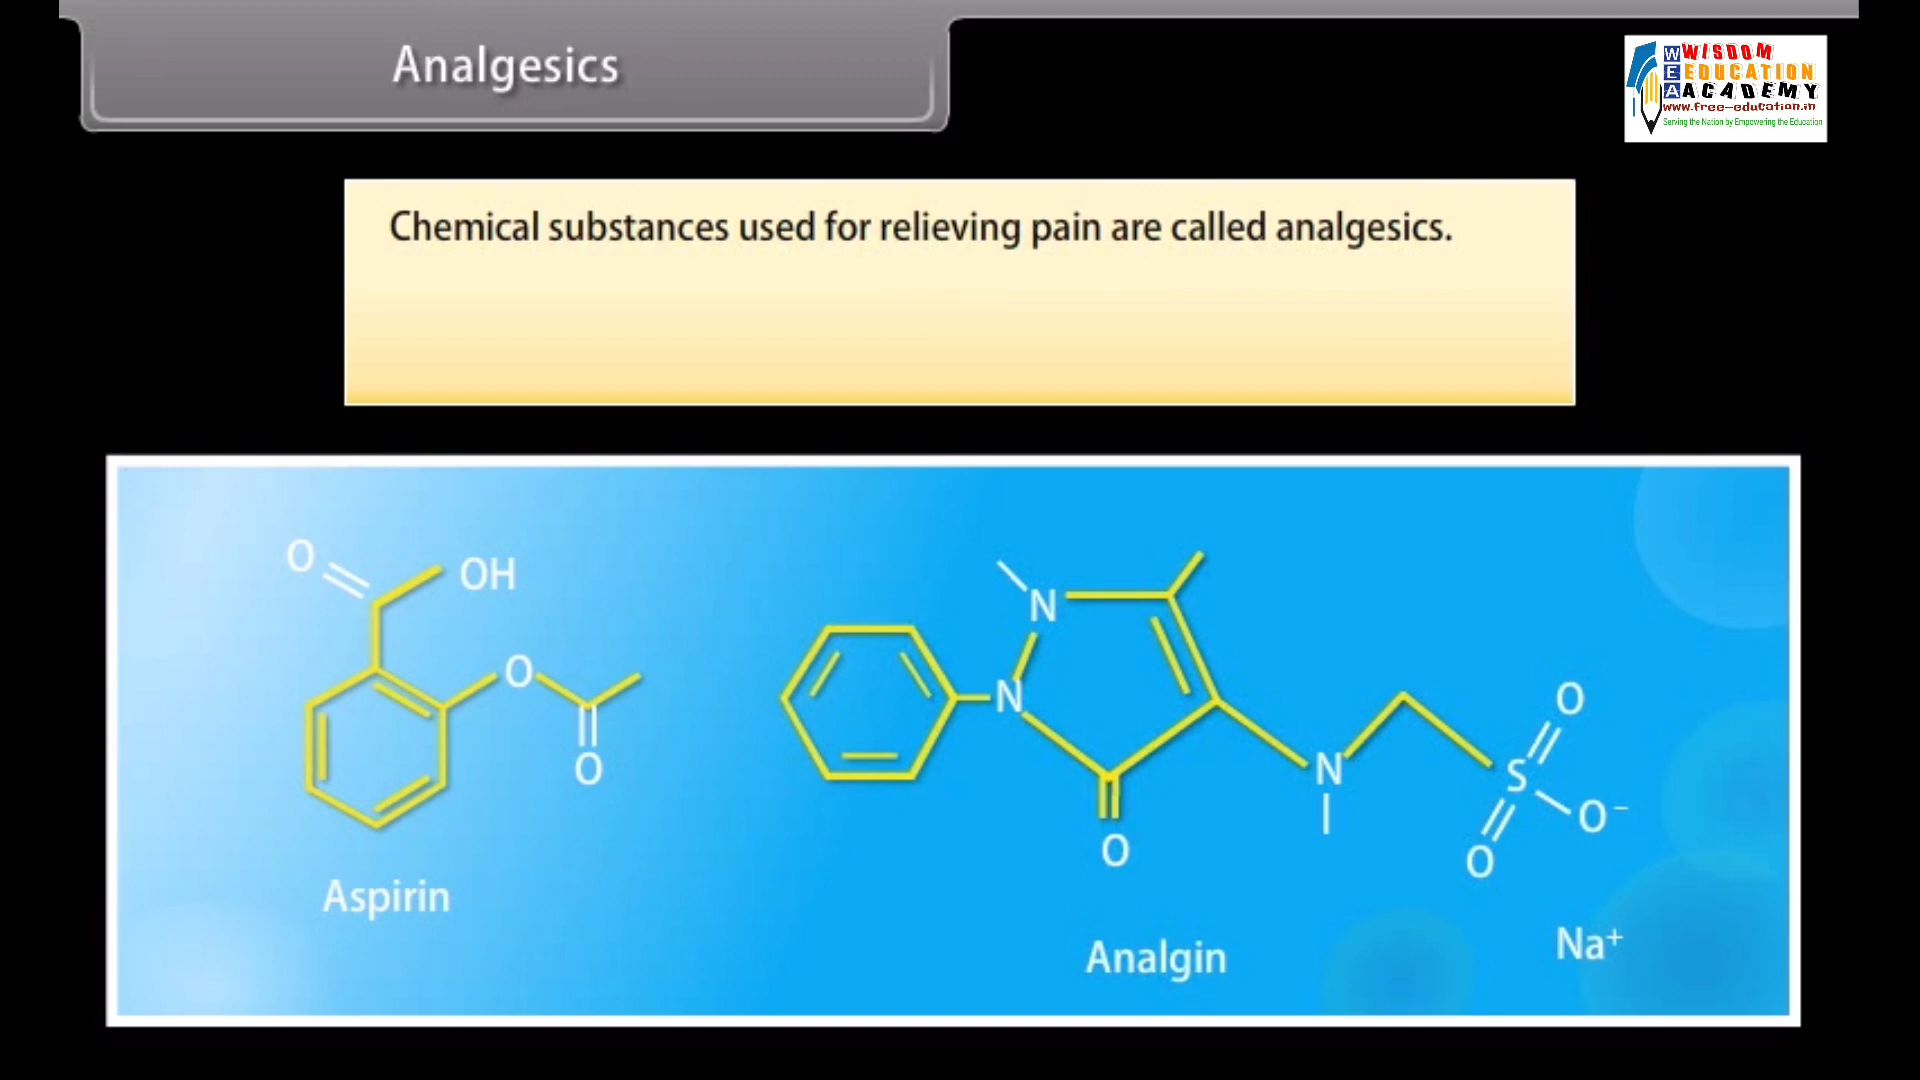 Analgesics
WISDOM
EDUCATION
ACADEMY
WEA
www.free-education.in
Serving the Nation by Empowering the Education
Chemical substances used for relieving pain are called analgesics.
O
OH
O
O
Aspirin
N
N
O
N
S
O
O
O⁻
Na⁺
Analgin